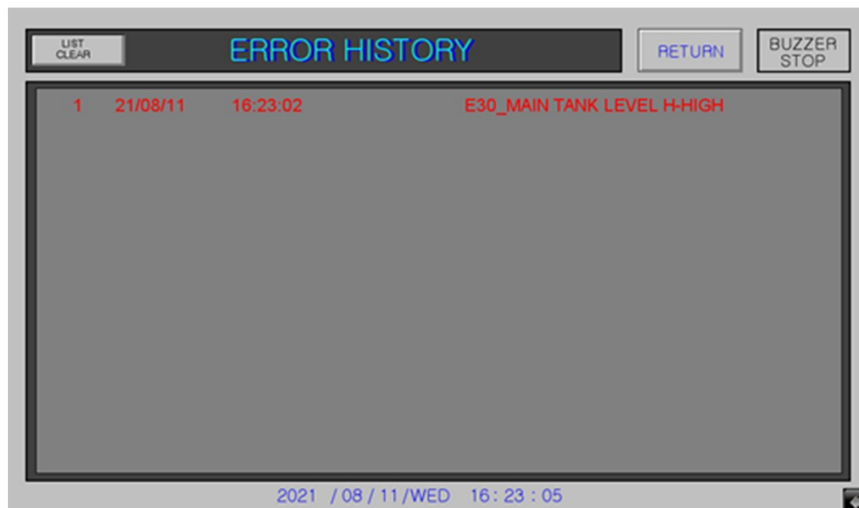 LIST
CLEAR
ERROR HISTORY
RETURN
BUZZER
STOP
1 21/08/11 16:23:02 E30_MAIN TANK LEVEL H-HIGH
2021 / 08 / 11 /WED 16 : 23 : 05